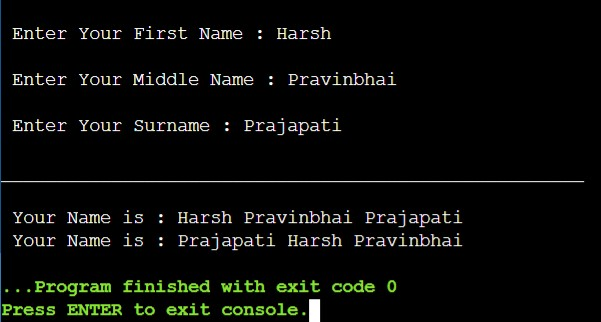 Enter Your First Name : Harsh
Enter Your Middle Name : Pravinbhai
Enter Your Surname : Prajapati
Your Name is : Harsh Pravinbhai Prajapati
Your Name is : Prajapati Harsh Pravinbhai
...Program finished with exit code 0
Press ENTER to exit console.